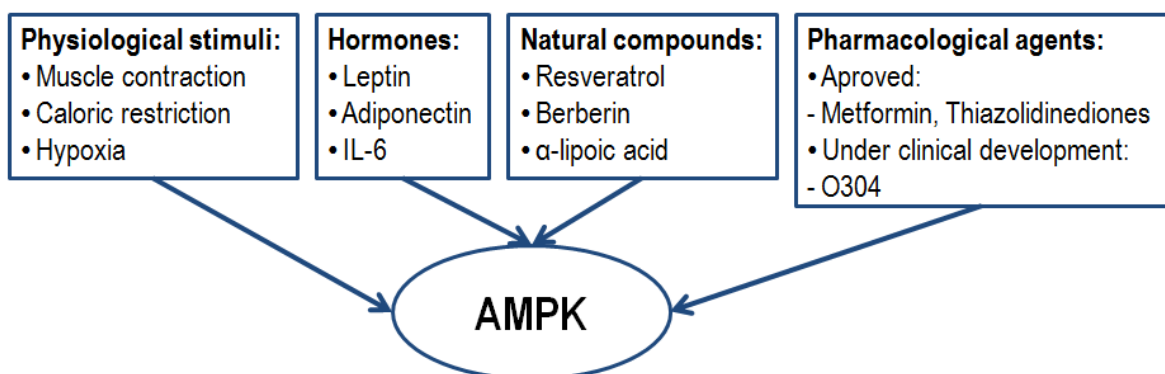 Physiological stimuli:
• Muscle contraction
• Caloric restriction
• Hypoxia
Hormones:
• Leptin
• Adiponectin
• IL-6
Natural compounds:
• Resveratrol
• Berberin
• α-lipoic acid
Pharmacological agents:
• Aproved:
- Metformin, Thiazolidinediones
• Under clinical development:
- O304
AMPK